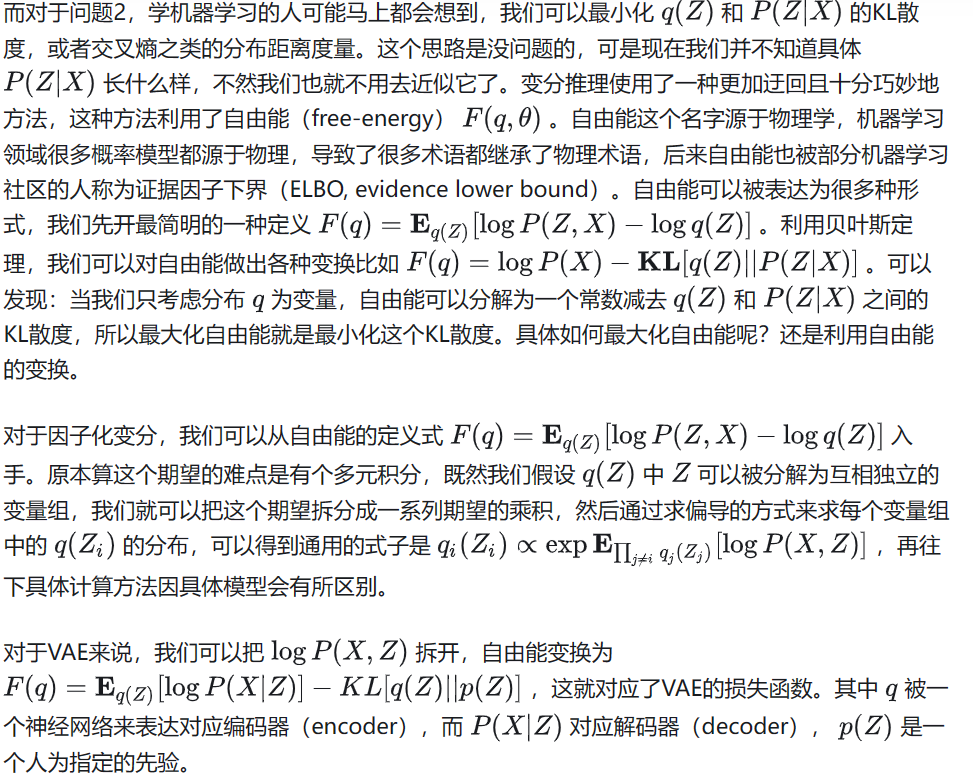 而对于问题2，学机器学习的人可能马上都会想到，我们可以最小化 q(Z) 和 P(Z|X) 的KL散
度，或者交叉熵之类的分布距离度量。这个思路是没问题的，可是现在我们并不知道具体
P(Z|X) 长什么样，不然我们也就不用去近似它了。变分推理使用了一种更加迂回且十分巧妙地
方法，这种方法利用了自由能（free-energy） F(q, θ) 。自由能这个名字源于物理学，机器学习
领域很多概率模型都源于物理，导致了很多术语都继承了物理术语，后来自由能也被部分机器学习
社区的人称为证据因子下界（ELBO, evidence lower bound）。自由能可以被表达为很多种形
式，我们先开最简明的一种定义 F(q) = E_{q(Z)}[log P(Z, X) − log q(Z)] 。利用贝叶斯定
理，我们可以对自由能做出各种变换比如 F(q) = log P(X) − KL[q(Z)||P(Z|X)] 。可以
发现：当我们只考虑分布 q 为变量，自由能可以分解为一个常数减去 q(Z) 和 P(Z|X) 之间的
KL散度，所以最大化自由能就是最小化这个KL散度。具体如何最大化自由能呢？还是利用自由能
的变换。
对于因子化变分，我们可以从自由能的定义式 F(q) = E_{q(Z)}[log P(Z, X) − log q(Z)] 入
手。原本算这个期望的难点是有个多元积分，既然我们假设 q(Z) 中 Z 可以被分解为互相独立的
变量组，我们就可以把这个期望拆分成一系列期望的乘积，然后通过求偏导的方式来求每个变量组
中的 q(Z_i) 的分布，可以得到通用的式子是 q_i(Z_i) ∝ exp E_{∏_{j≠i} q_j(Z_j)}[log P(X, Z)] ，再往
下具体计算方法因具体模型会有所区别。
对于VAE来说，我们可以把 log P(X, Z) 拆开，自由能变换为
F(q) = E_{q(Z)}[log P(X|Z)] − KL[q(Z)||p(Z)] ，这就对应了VAE的损失函数。其中 q 被一
个神经网络来表达对应编码器（encoder），而 P(X|Z) 对应解码器（decoder）， p(Z) 是一
个人为指定的先验。